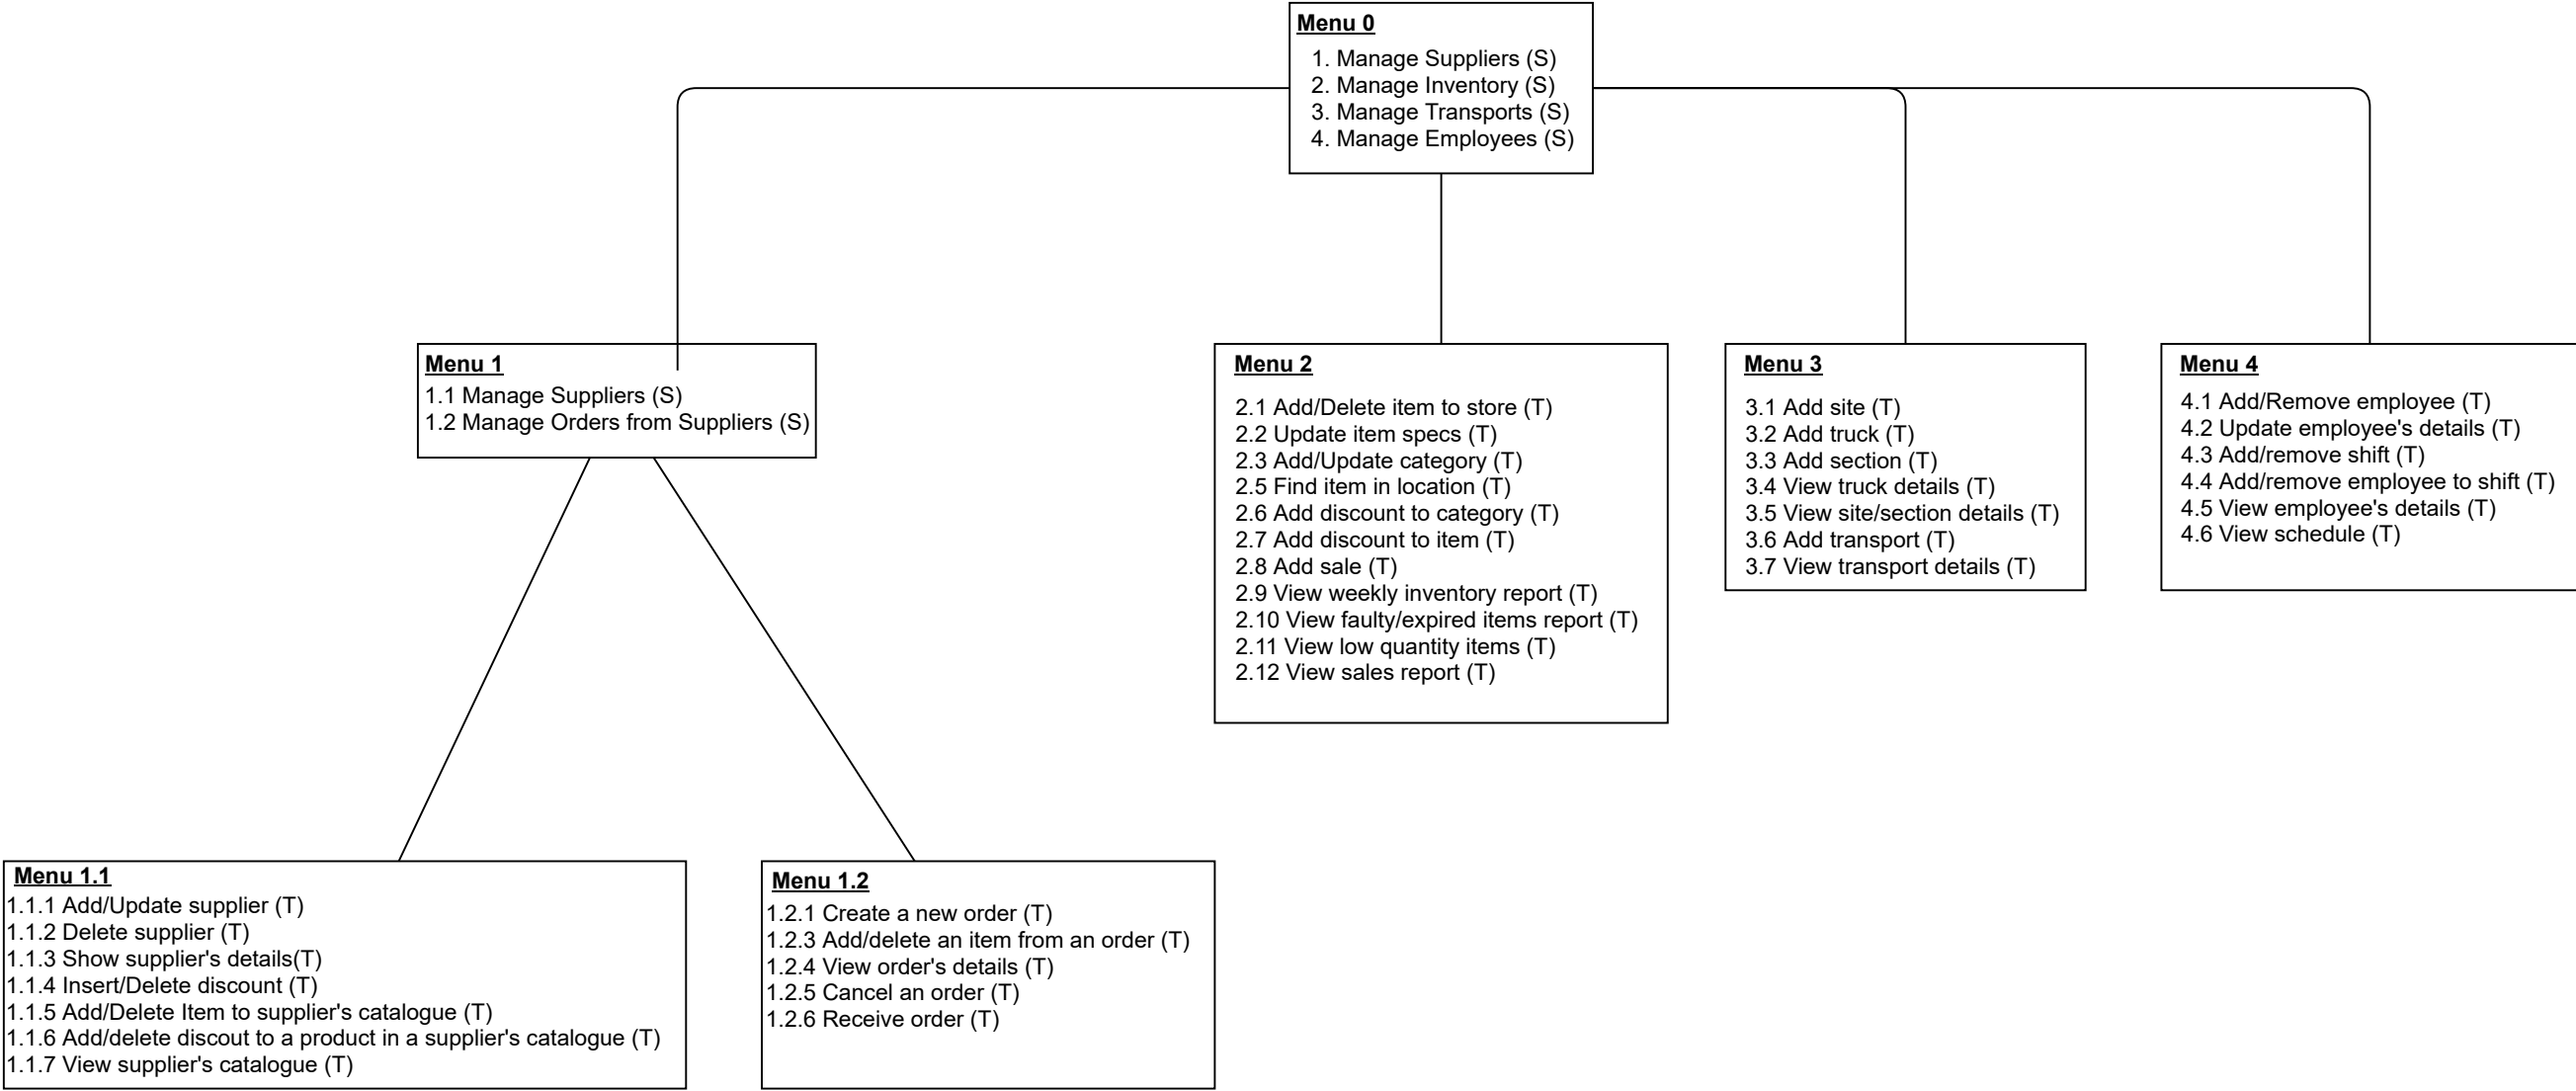 Menu 0
1. Manage Suppliers (S)
2. Manage Inventory (S)
3. Manage Transports (S)
4. Manage Employees (S)
Menu 1
1.1 Manage Suppliers (S)
1.2 Manage Orders from Suppliers (S)
Menu 2
2.1 Add/Delete item to store (T)
2.2 Update item specs (T)
2.3 Add/Update category (T)
2.5 Find item in location (T)
2.6 Add discount to category (T)
2.7 Add discount to item (T)
2.8 Add sale (T)
2.9 View weekly inventory report (T)
2.10 View faulty/expired items report (T)
2.11 View low quantity items (T)
2.12 View sales report (T)
Menu 3
3.1 Add site (T)
3.2 Add truck (T)
3.3 Add section (T)
3.4 View truck details (T)
3.5 View site/section details (T)
3.6 Add transport (T)
3.7 View transport details (T)
Menu 4
4.1 Add/Remove employee (T)
4.2 Update employee's details (T)
4.3 Add/remove shift (T)
4.4 Add/remove employee to shift (T)
4.5 View employee's details (T)
4.6 View schedule (T)
Menu 1.1
1.1.1 Add/Update supplier (T)
1.1.2 Delete supplier (T)
1.1.3 Show supplier's details(T)
1.1.4 Insert/Delete discount (T)
1.1.5 Add/Delete Item to supplier's catalogue (T)
1.1.6 Add/delete discout to a product in a supplier's catalogue (T)
1.1.7 View supplier's catalogue (T)
Menu 1.2
1.2.1 Create a new order (T)
1.2.3 Add/delete an item from an order (T)
1.2.4 View order's details (T)
1.2.5 Cancel an order (T)
1.2.6 Receive order (T)